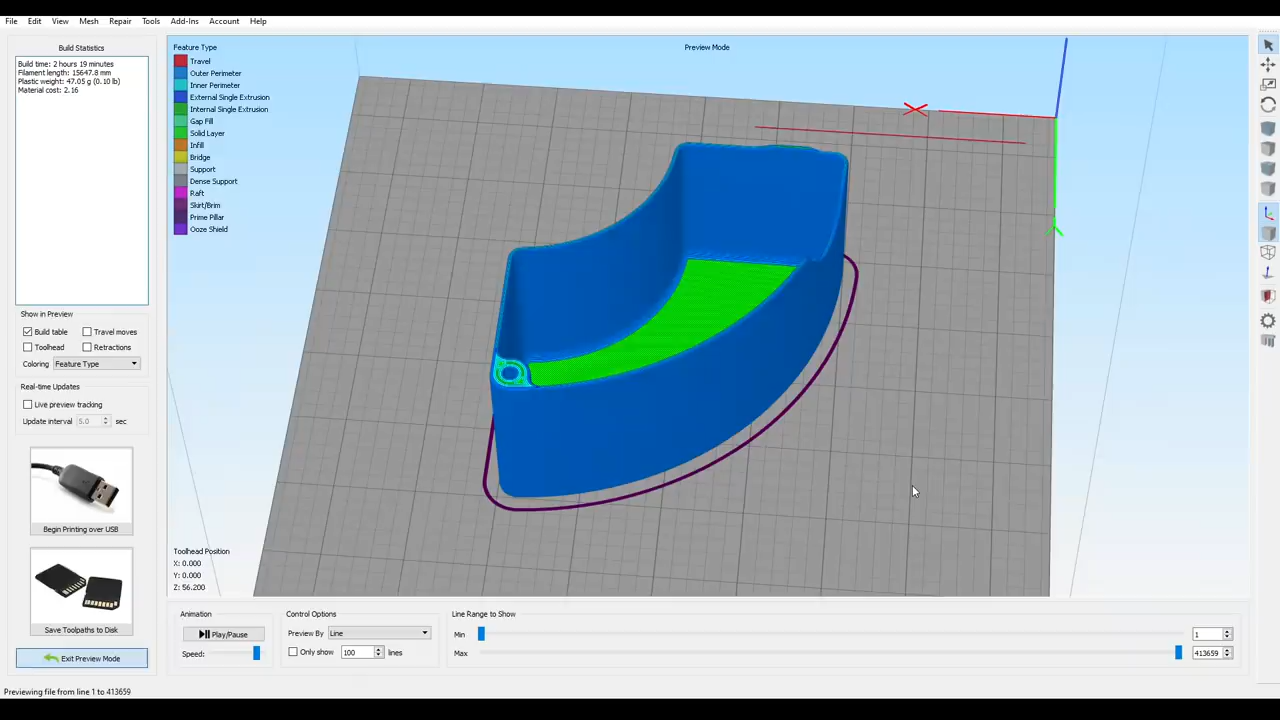 File Edit View Mesh Repair Tools Add-Ins Account Help
Build Statistics
Build time: 2 hours 19 minutes
Filament length: 15647.8 mm
Plastic weight: 47.05 g (0.10 lb)
Material cost: 2.16
Show in Preview
Build table
Travel moves
Toolhead
Retractions
Coloring Feature Type
Real-time Updates
Live preview tracking
Update interval 5.0 sec
Begin Printing over USB
Save Toolpaths to Disk
Exit Preview Mode
Preview Mode
Feature Type
Travel
Outer Perimeter
Inner Perimeter
External Single Extrusion
Internal Single Extrusion
Gap Fill
Solid Layer
Infill
Bridge
Support
Dense Support
Raft
Skirt/Brim
Prime Pillar
Ooze Shield
Toolhead Position
X: 0.000
Y: 0.000
Z: 56.200
Animation
Play/Pause
Speed:
Control Options
Preview By Line
Only show 100 lines
Line Range to Show
Min 1
Max 413659
Previewing file from line 1 to 413659